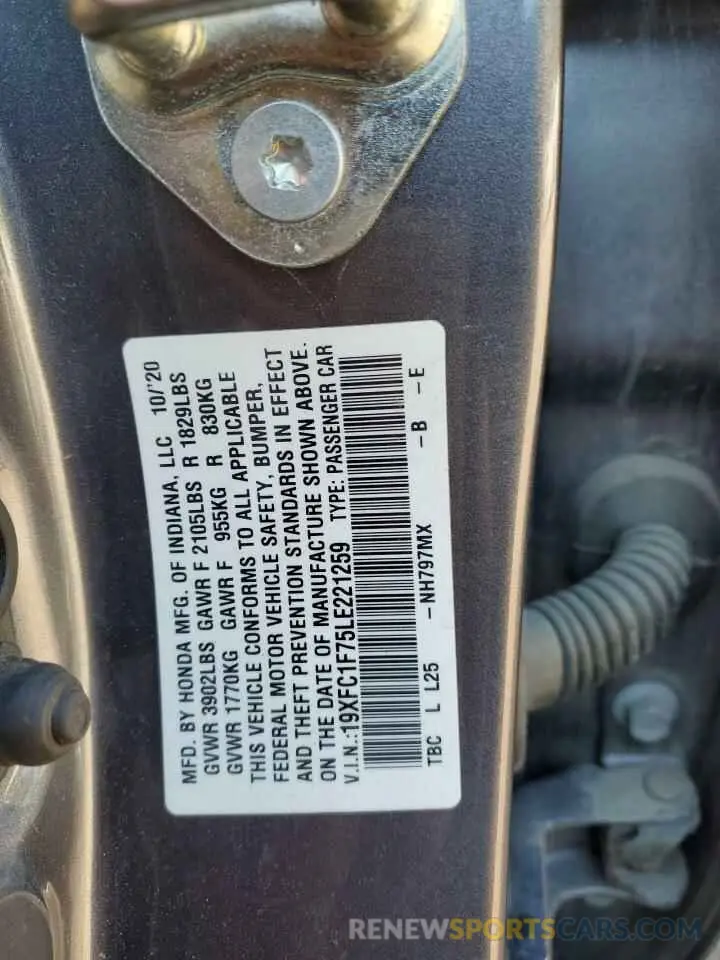 MFD. BY HONDA MFG. OF INDIANA, LLC 10/'20
GVWR 3902LBS GAWR F 2105LBS R 1829LBS
GVWR 1770KG GAWR F 955KG R 830KG
THIS VEHICLE CONFORMS TO ALL APPLICABLE
FEDERAL MOTOR VEHICLE SAFETY, BUMPER,
AND THEFT PREVENTION STANDARDS IN EFFECT
ON THE DATE OF MANUFACTURE SHOWN ABOVE.
V.I.N.:19XFC1F75LE221259 TYPE: PASSENGER CAR
TBC L L25 -NH797MX -B -E
RENEWSPORTSCARS.COM